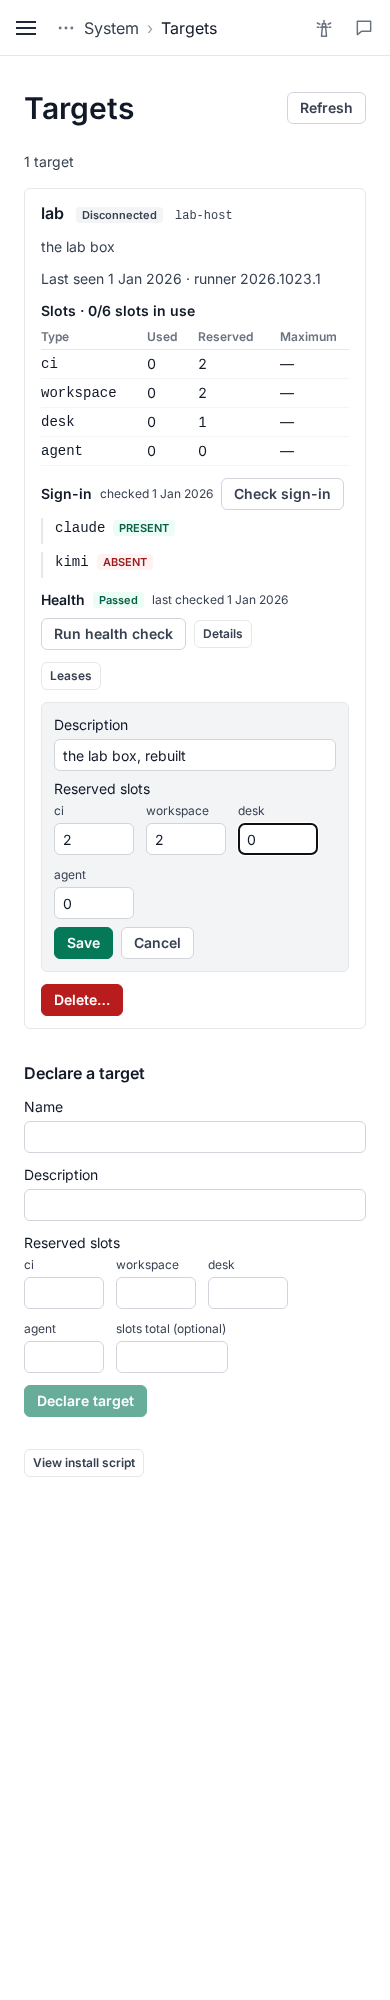 System › Targets
Targets
Refresh
1 target
lab Disconnected lab-host
the lab box
Last seen 1 Jan 2026 · runner 2026.1023.1
Slots · 0/6 slots in use
Type Used Reserved Maximum
ci 0 2 —
workspace 0 2 —
desk 0 1 —
agent 0 0 —
Sign-in checked 1 Jan 2026 Check sign-in
claude PRESENT
kimi ABSENT
Health Passed last checked 1 Jan 2026
Run health check Details
Leases
Description
the lab box, rebuilt
Reserved slots
ci workspace desk
2 2 0
agent
0
Save Cancel
Delete…
Declare a target
Name
Description
Reserved slots
ci workspace desk
agent slots total (optional)
Declare target
View install script